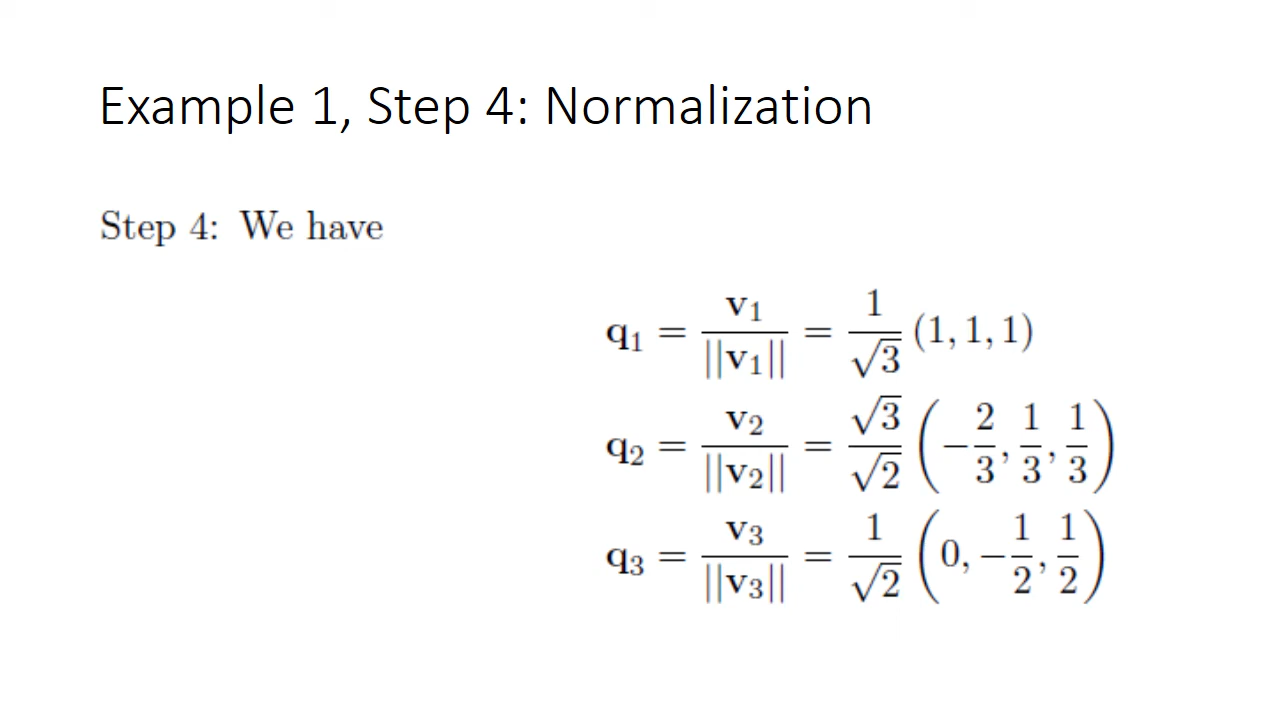 Example 1, Step 4: Normalization
Step 4: We have
q₁ = v₁/||v₁|| = 1/√3 (1, 1, 1)
q₂ = v₂/||v₂|| = √3/√2 (−2/3, 1/3, 1/3)
q₃ = v₃/||v₃|| = 1/√2 (0, −1/2, 1/2)